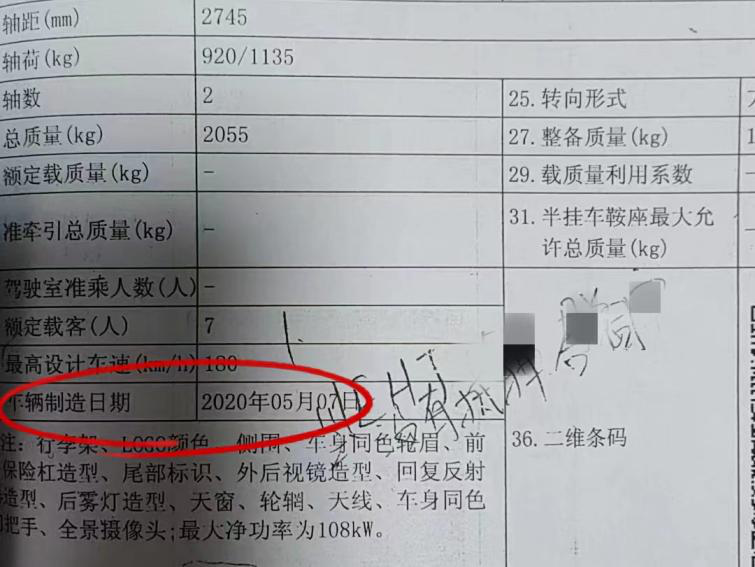 轴距(mm) 2745
轴荷(kg) 920/1135
轴数 2 25.转向形式
总质量(kg) 2055 27.整备质量(kg) 1
额定载质量(kg) - 29.载质量利用系数 -
准牵引总质量(kg) - 31.半挂车鞍座最大允
许总质量(kg) -
驾驶室准乘人数(人) -
额定载客(人) 7
最高设计车速(km/h) 180
车辆制造日期 2020年05月07日
注: 行李架、LOGO颜色、侧围、车身同色轮眉、前
保险杠造型、尾部标识、外后视镜造型、回复反射
造型、后雾灯造型、天窗、轮辋、天线、车身同色
把手、全景摄像头;最大净功率为108kW。
36.二维条码